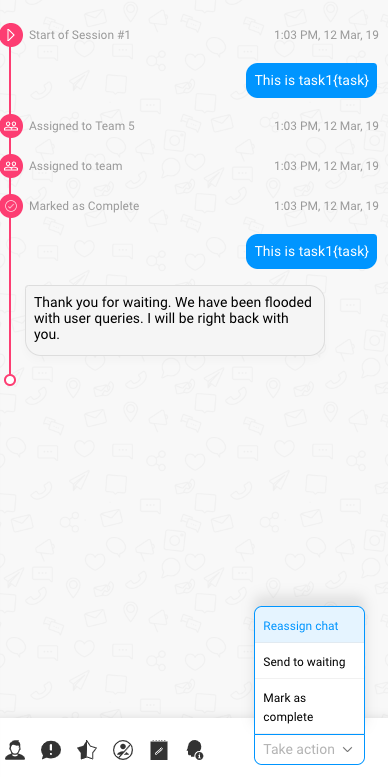 Start of Session #1 1:03 PM, 12 Mar, 19
This is task1{task}
Assigned to Team 5 1:03 PM, 12 Mar, 19
Assigned to team 1:03 PM, 12 Mar, 19
Marked as Complete 1:03 PM, 12 Mar, 19
This is task1{task}
Thank you for waiting. We have been flooded
with user queries. I will be right back with
you.
Reassign chat
Send to waiting
Mark as
complete
Take action